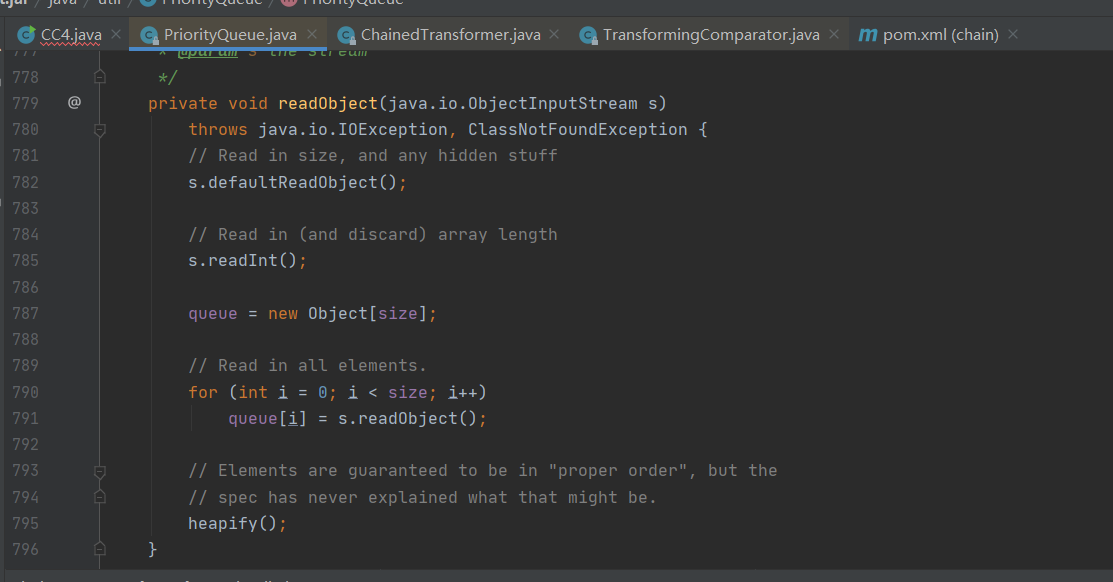 t.jar / java / util / PriorityQueue / PriorityQueue
CC4.java × PriorityQueue.java × ChainedTransformer.java × TransformingComparator.java × m pom.xml (chain) ×
777 * @param s the stream
778 */
779 @ private void readObject(java.io.ObjectInputStream s)
780 throws java.io.IOException, ClassNotFoundException {
781 // Read in size, and any hidden stuff
782 s.defaultReadObject();
783
784 // Read in (and discard) array length
785 s.readInt();
786
787 queue = new Object[size];
788
789 // Read in all elements.
790 for (int i = 0; i < size; i++)
791 queue[i] = s.readObject();
792
793 // Elements are guaranteed to be in "proper order", but the
794 // spec has never explained what that might be.
795 heapify();
796 }